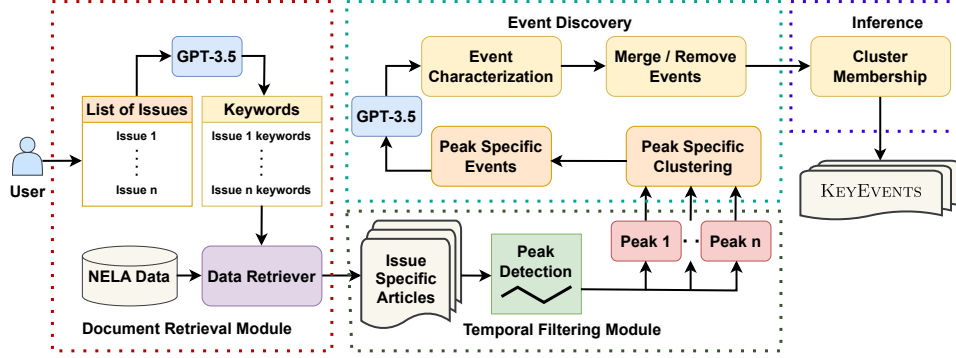 User
GPT-3.5
List of Issues
Issue 1
Issue n
Keywords
Issue 1 keywords
Issue n keywords
NELA Data
Data Retriever
Document Retrieval Module
Event Discovery
GPT-3.5
Event
Characterization
Merge / Remove
Events
Peak Specific
Events
Peak Specific
Clustering
Issue
Specific
Articles
Peak
Detection
Peak 1
Peak n
Temporal Filtering Module
Inference
Cluster
Membership
KEYEVENTS